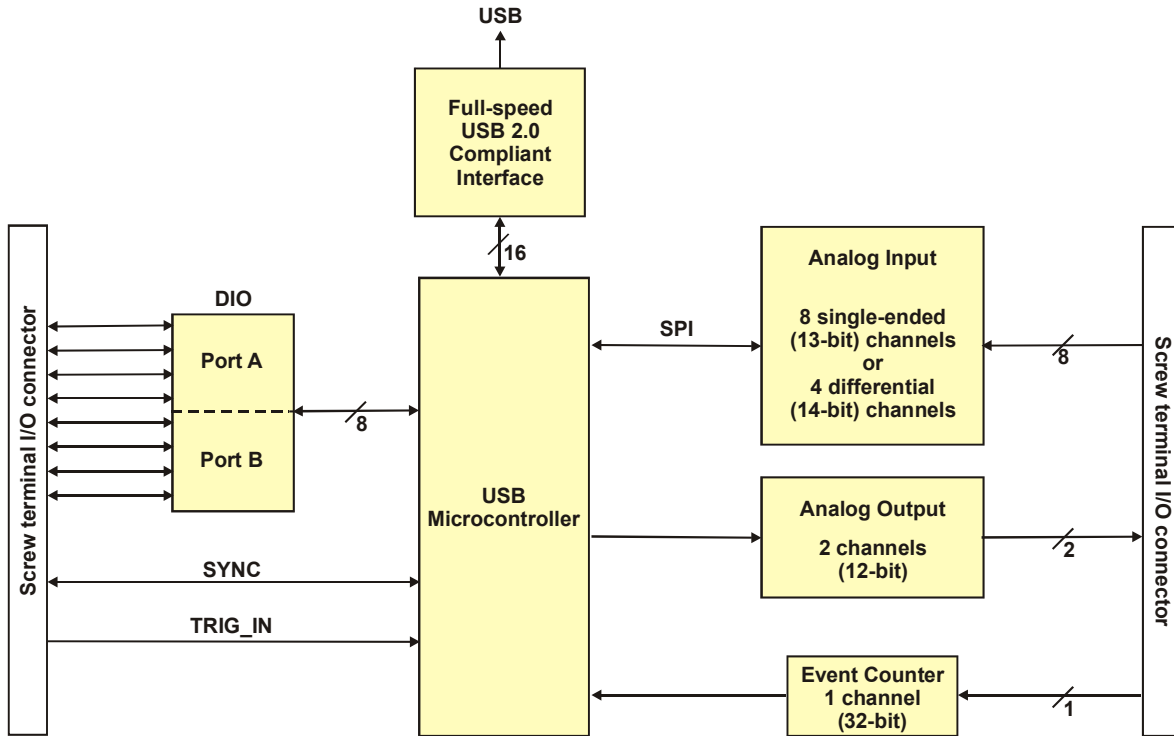 USB
Full-speed
USB 2.0
Compliant
Interface
16
Screw terminal I/O connector
DIO
Port A
Port B
8
SYNC
TRIG_IN
USB
Microcontroller
SPI
Analog Input
8 single-ended
(13-bit) channels
or
4 differential
(14-bit) channels
8
Analog Output
2 channels
(12-bit)
2
Event Counter
1 channel
(32-bit)
1
Screw terminal I/O connector